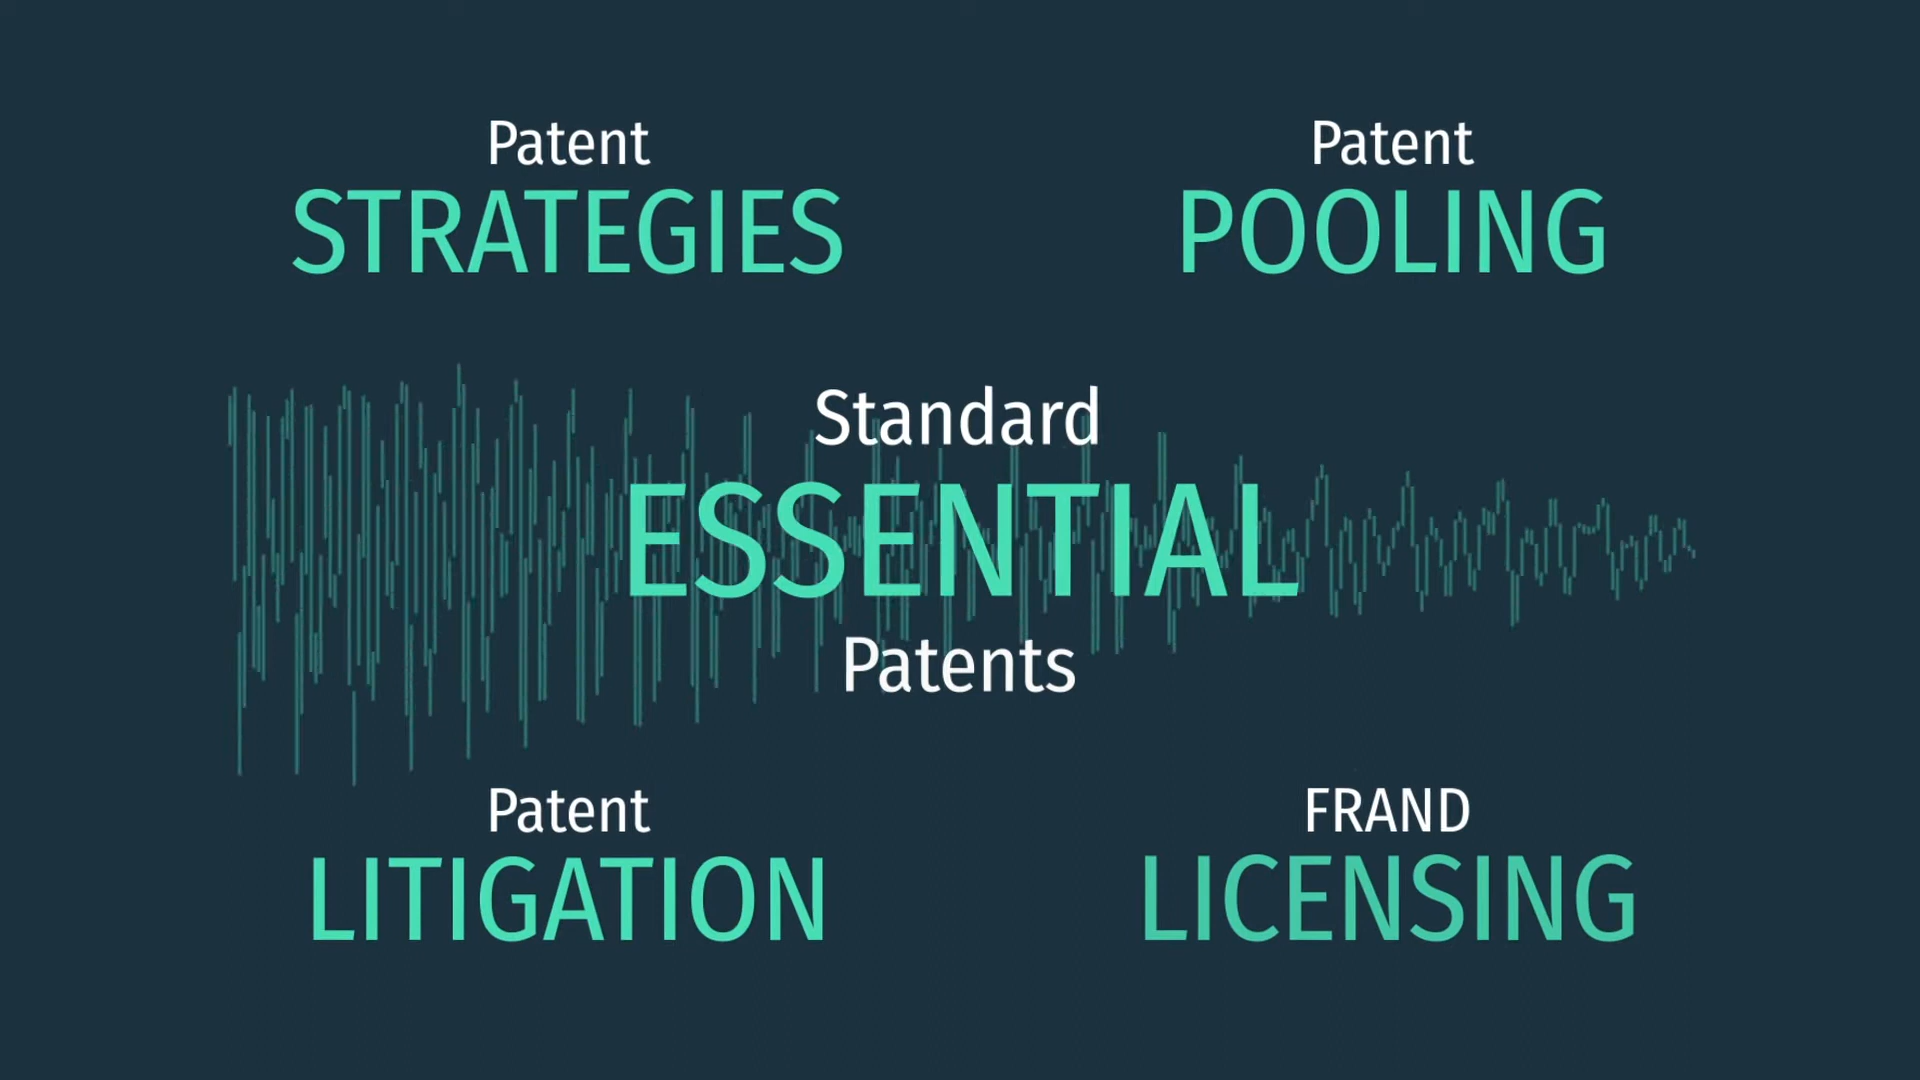 Patent
STRATEGIES
Patent
POOLING
Standard
ESSENTIAL
Patents
Patent
LITIGATION
FRAND
LICENSING